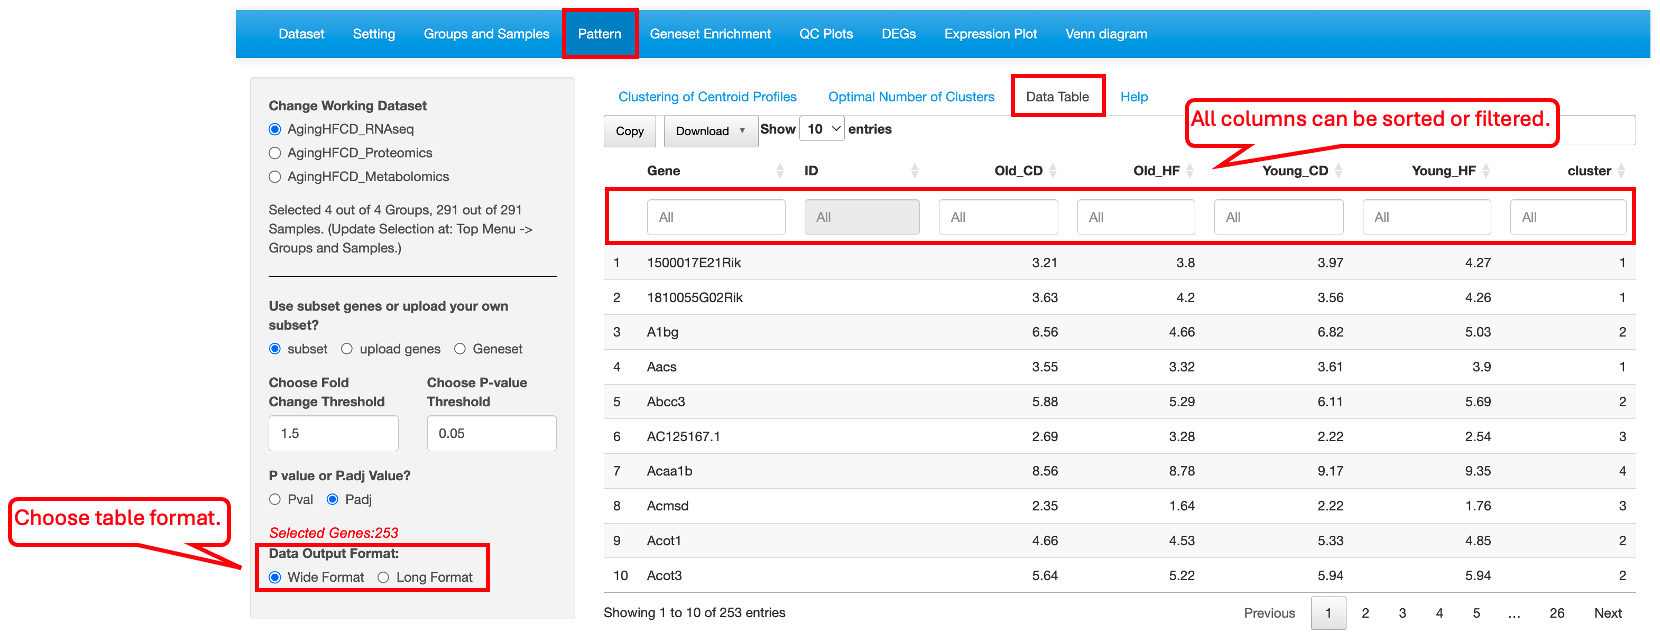 Dataset Setting Groups and Samples Pattern Geneset Enrichment QC Plots DEGs Expression Plot Venn diagram
Change Working Dataset
AgingHFCD_RNAseq
AgingHFCD_Proteomics
AgingHFCD_Metabolomics
Selected 4 out of 4 Groups, 291 out of 291
Samples. (Update Selection at: Top Menu ->
Groups and Samples.)
Use subset genes or upload your own
subset?
subset upload genes Geneset
Choose Fold
Change Threshold
Choose P-value
Threshold
1.5 0.05
P value or P.adj Value?
Pval Padj
Selected Genes:253
Data Output Format:
Wide Format Long Format
Choose table format.
Clustering of Centroid Profiles Optimal Number of Clusters Data Table Help
Copy Download Show 10 entries
All columns can be sorted or filtered.
Gene ID Old_CD Old_HF Young_CD Young_HF cluster
All All All All All All All
1 1500017E21Rik 3.21 3.8 3.97 4.27 1
2 1810055G02Rik 3.63 4.2 3.56 4.26 1
3 A1bg 6.56 4.66 6.82 5.03 2
4 Aacs 3.55 3.32 3.61 3.9 1
5 Abcc3 5.88 5.29 6.11 5.69 2
6 AC125167.1 2.69 3.28 2.22 2.54 3
7 Acaa1b 8.56 8.78 9.17 9.35 4
8 Acmsd 2.35 1.64 2.22 1.76 3
9 Acot1 4.66 4.53 5.33 4.85 2
10 Acot3 5.64 5.22 5.94 5.94 2
Showing 1 to 10 of 253 entries
Previous 1 2 3 4 5 ... 26 Next